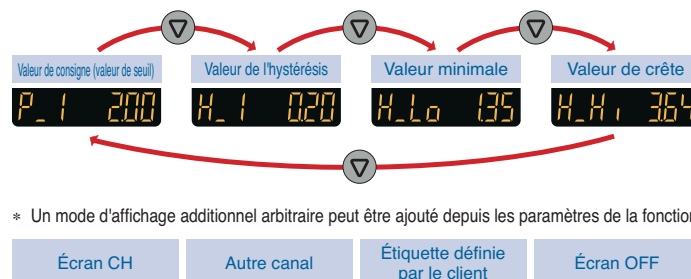 Valeur de consigne (valeur de seuil) Valeur de l'hystérésis Valeur minimale Valeur de crête
P_1 2.00 H_1 0.20 H_Lo 1.35 H_Hi 3.64
* Un mode d'affichage additionnel arbitraire peut être ajouté depuis les paramètres de la fonction
Écran CH Autre canal Étiquette définie par le client Écran OFF